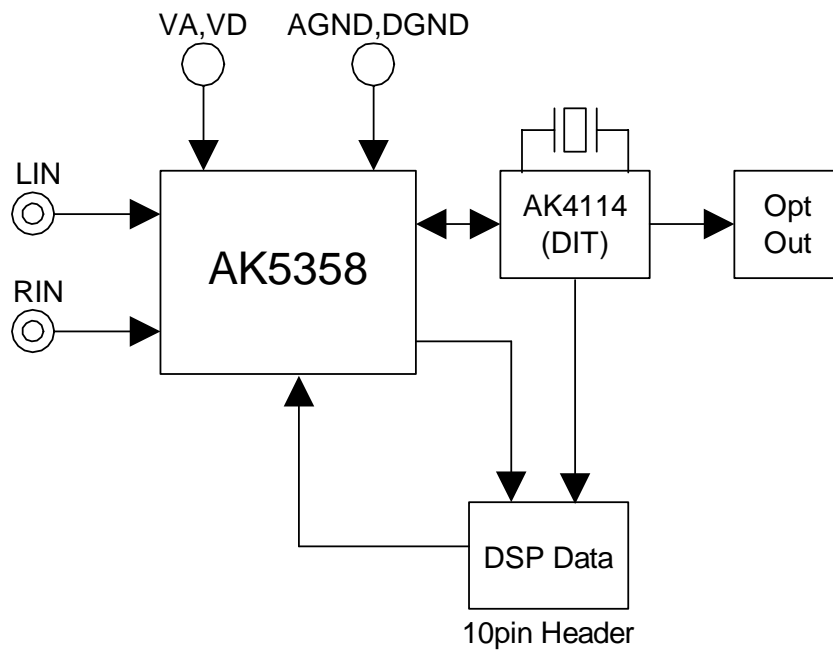 VA,VD
AGND,DGND
LIN
RIN
AK5358
AK4114
(DIT)
Opt
Out
DSP Data
10pin Header